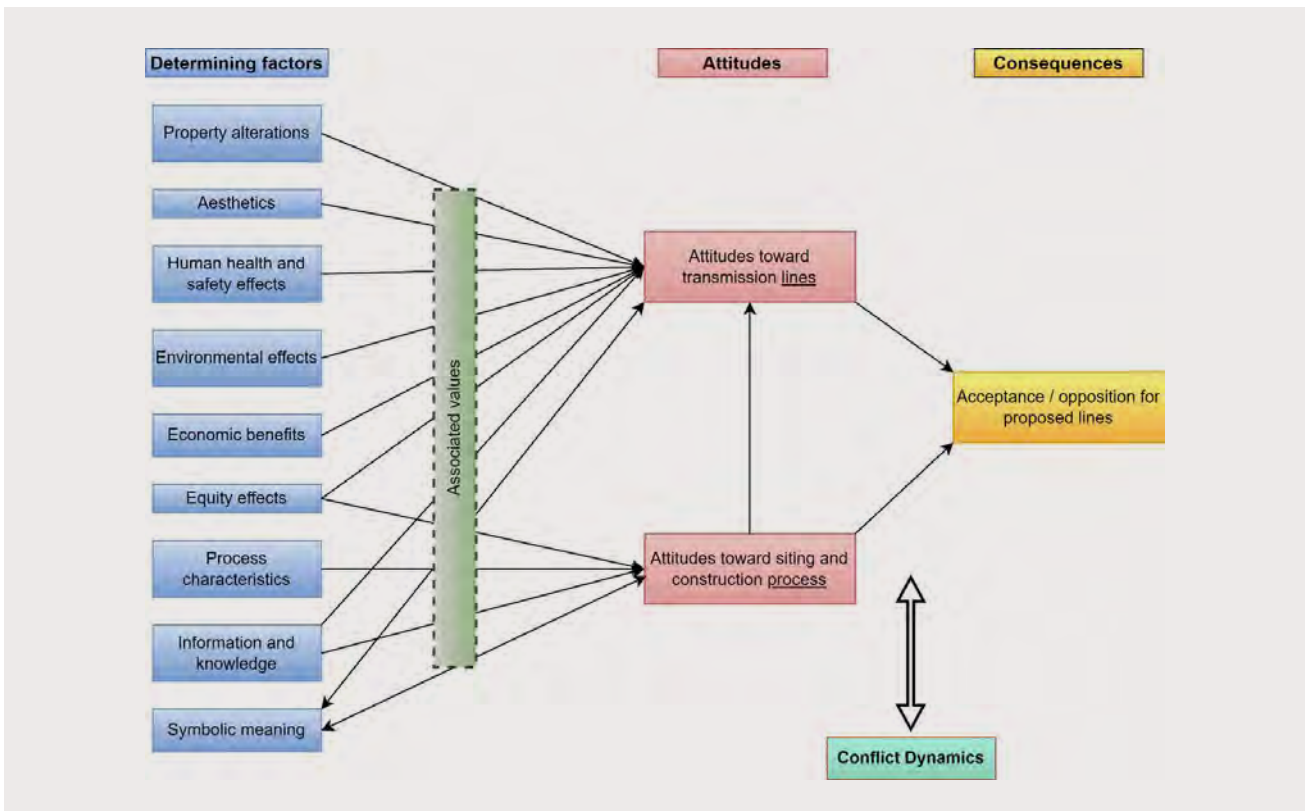 Determining factors
Attitudes
Consequences
Property alterations
Aesthetics
Human health and
safety effects
Environmental effects
Economic benefits
Equity effects
Process
characteristics
Information and
knowledge
Symbolic meaning
Associated values
Attitudes toward
transmission lines
Attitudes toward siting and
construction process
Acceptance / opposition for
proposed lines
Conflict Dynamics